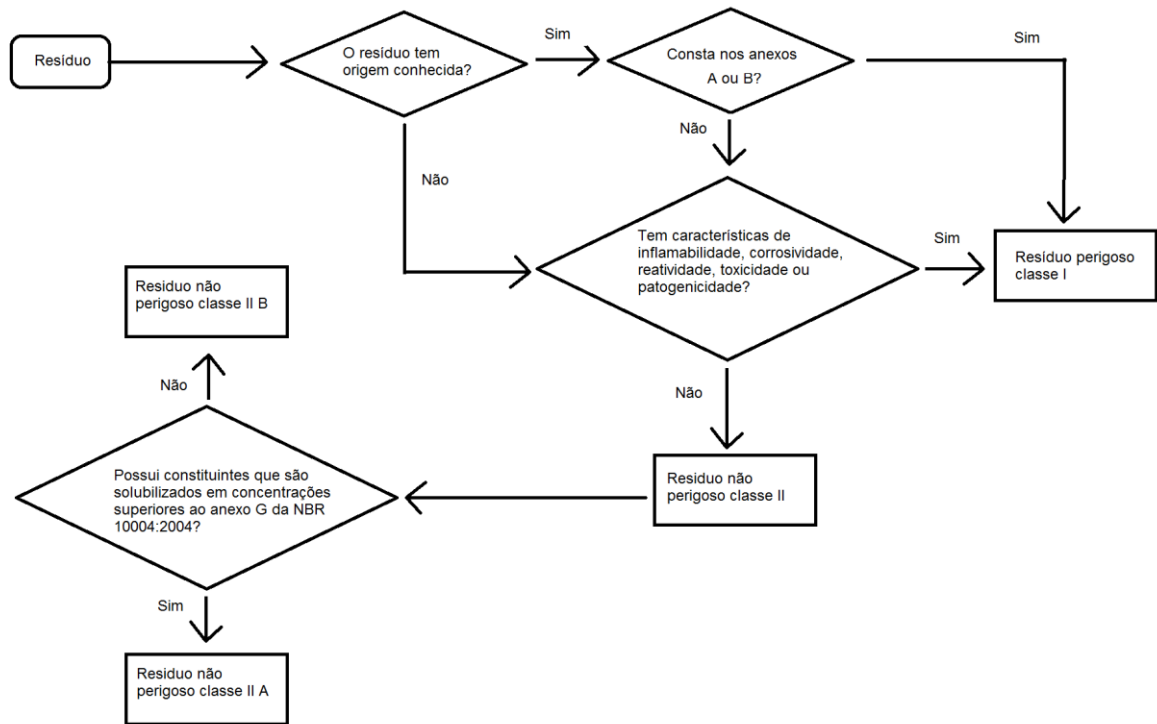 Resíduo
O resíduo tem
origem conhecida?
Sim
Consta nos anexos
A ou B?
Sim
Não
Não
Tem características de
inflamabilidade, corrosividade,
reatividade, toxicidade ou
patogenicidade?
Sim
Resíduo perigoso
classe I
Residuo não
perigoso classe II B
Não
Não
Possui constituintes que são
solubilizados em concentrações
superiores ao anexo G da NBR
10004:2004?
Residuo não
perigoso classe II
Sim
Residuo não
perigoso classe II A